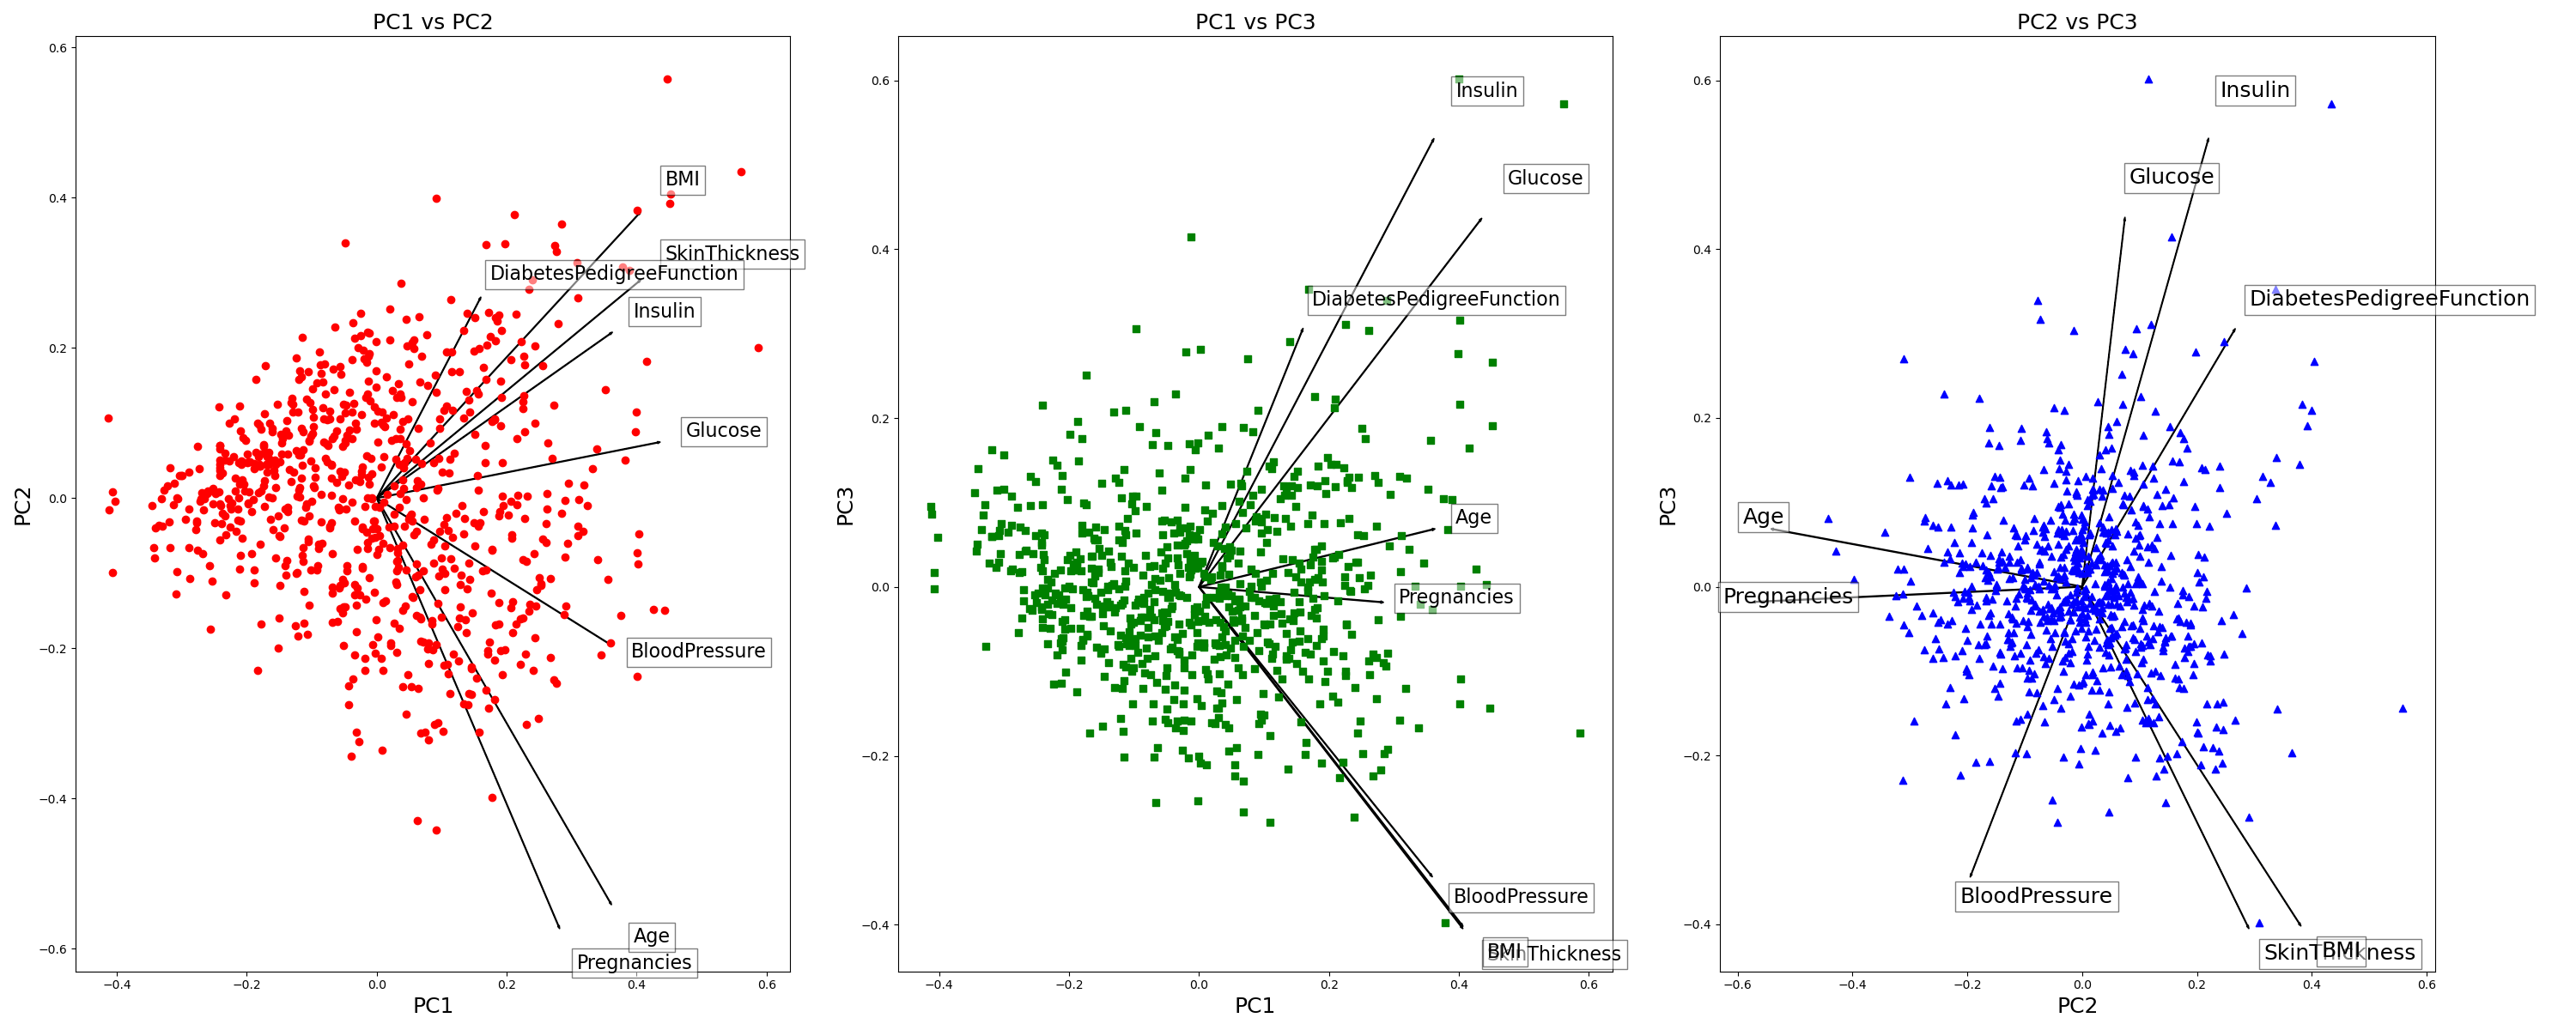 PC1 vs PC2
0.6
0.4
0.2
0.0
−0.2
−0.4
−0.6
PC2
BMI
SkinThickness
DiabetesPedigreeFunction
Insulin
Glucose
BloodPressure
Age
Pregnancies
−0.4
−0.2
0.0
0.2
0.4
0.6
PC1
PC1 vs PC3
0.6
0.4
0.2
0.0
−0.2
−0.4
PC3
Insulin
Glucose
DiabetesPedigreeFunction
Age
Pregnancies
BloodPressure
BMI
SkinThickness
−0.4
−0.2
0.0
0.2
0.4
0.6
PC1
PC2 vs PC3
0.6
0.4
0.2
0.0
−0.2
−0.4
PC3
Insulin
Glucose
DiabetesPedigreeFunction
Age
Pregnancies
BloodPressure
SkinThickness
BMI
−0.6
−0.4
−0.2
0.0
0.2
0.4
0.6
PC2